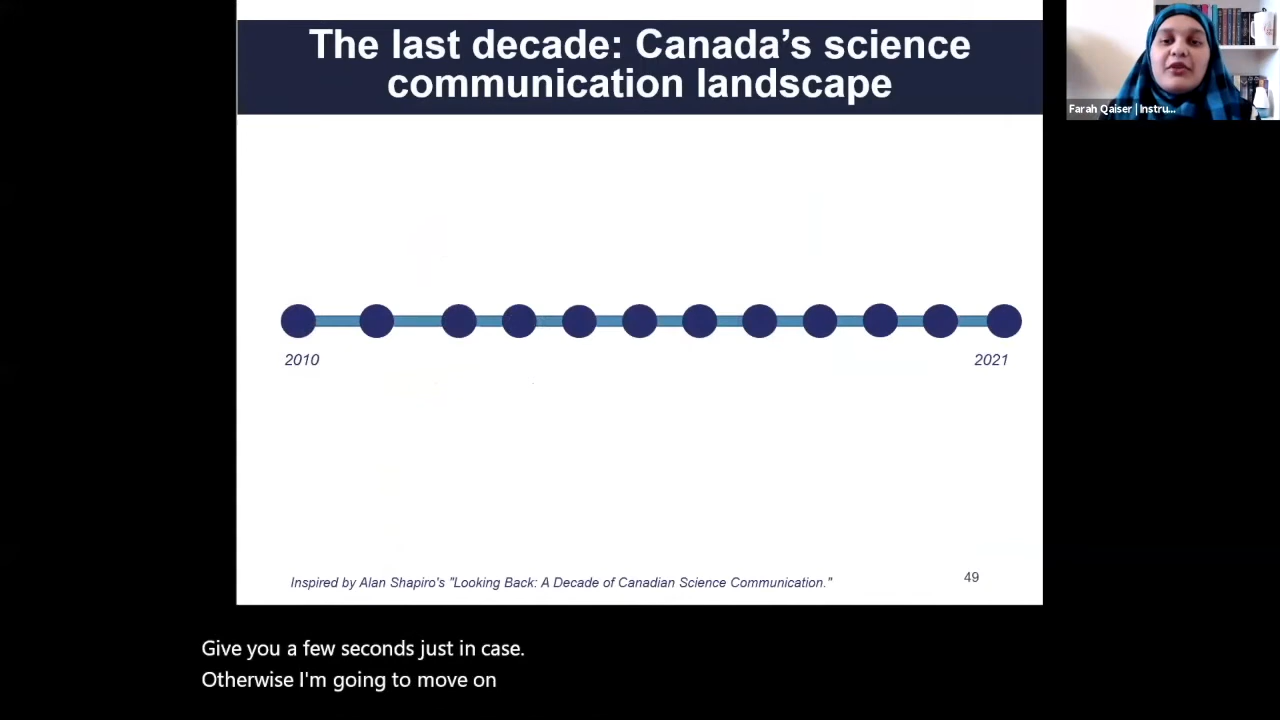 The last decade: Canada’s science
communication landscape
Farah Qaiser | Instru...
2010
2021
Inspired by Alan Shapiro's "Looking Back: A Decade of Canadian Science Communication."
49
Give you a few seconds just in case.
Otherwise I'm going to move on